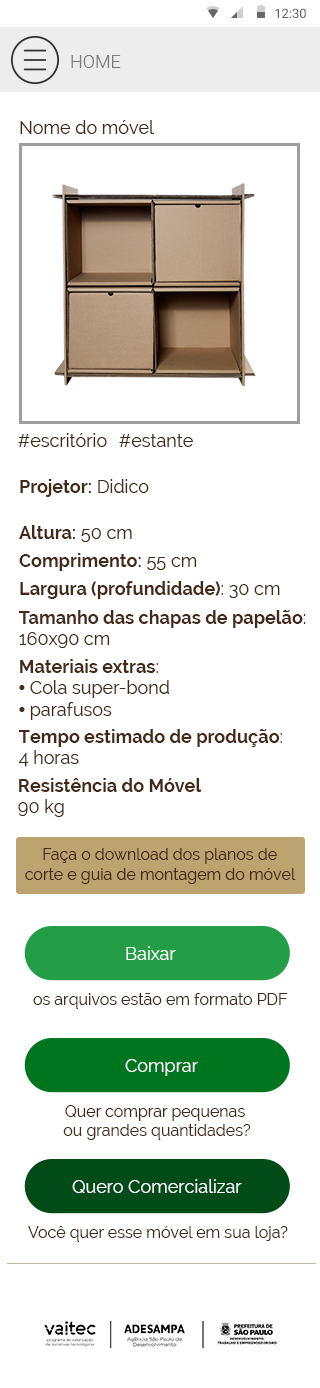 12:30
HOME
Nome do móvel
#escritório #estante
Projetor: Didico
Altura: 50 cm
Comprimento: 55 cm
Largura (profundidade): 30 cm
Tamanho das chapas de papelão:
160x90 cm
Materiais extras:
• Cola super-bond
• parafusos
Tempo estimado de produção:
4 horas
Resistência do Móvel
90 kg
Faça o download dos planos de
corte e guia de montagem do móvel
Baixar
os arquivos estão em formato PDF
Comprar
Quer comprar pequenas
ou grandes quantidades?
Quero Comercializar
Você quer esse móvel em sua loja?
vaitec
programa de valorização
de iniciativas tecnológicas
ADESAMPA
Agência São Paulo de
Desenvolvimento
PREFEITURA DE
SÃO PAULO
DESENVOLVIMENTO
TRABALHO E EMPREENDEDORISMO